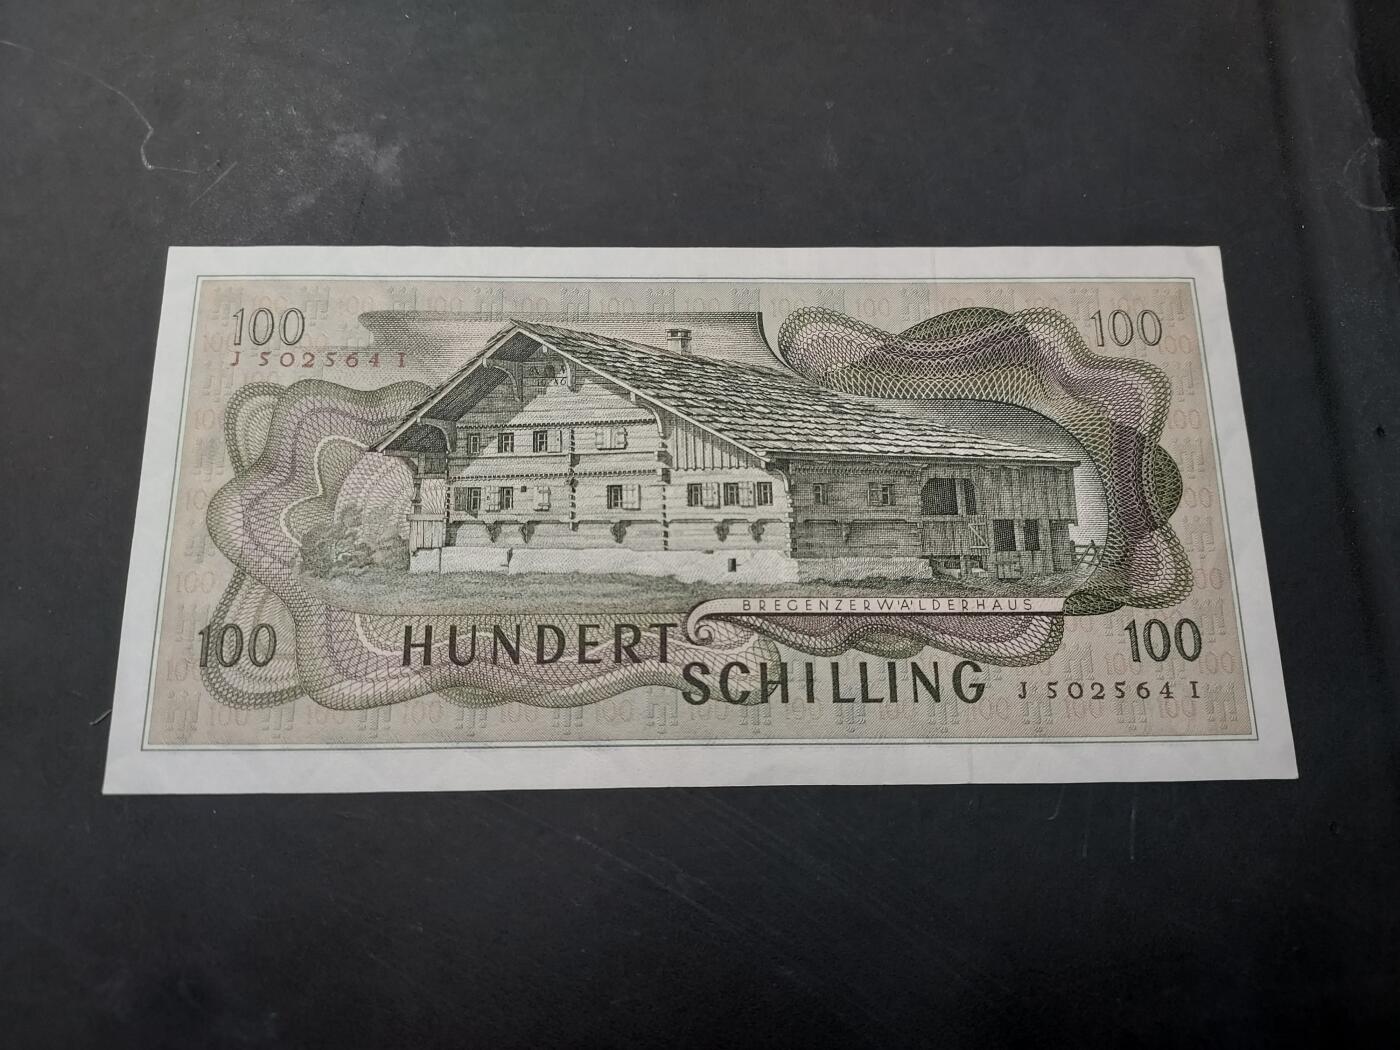 100
100
J 502564 I
BREGENZERWÄLDERHAUS
100
HUNDERT
100
SCHILLING
J 502564 I